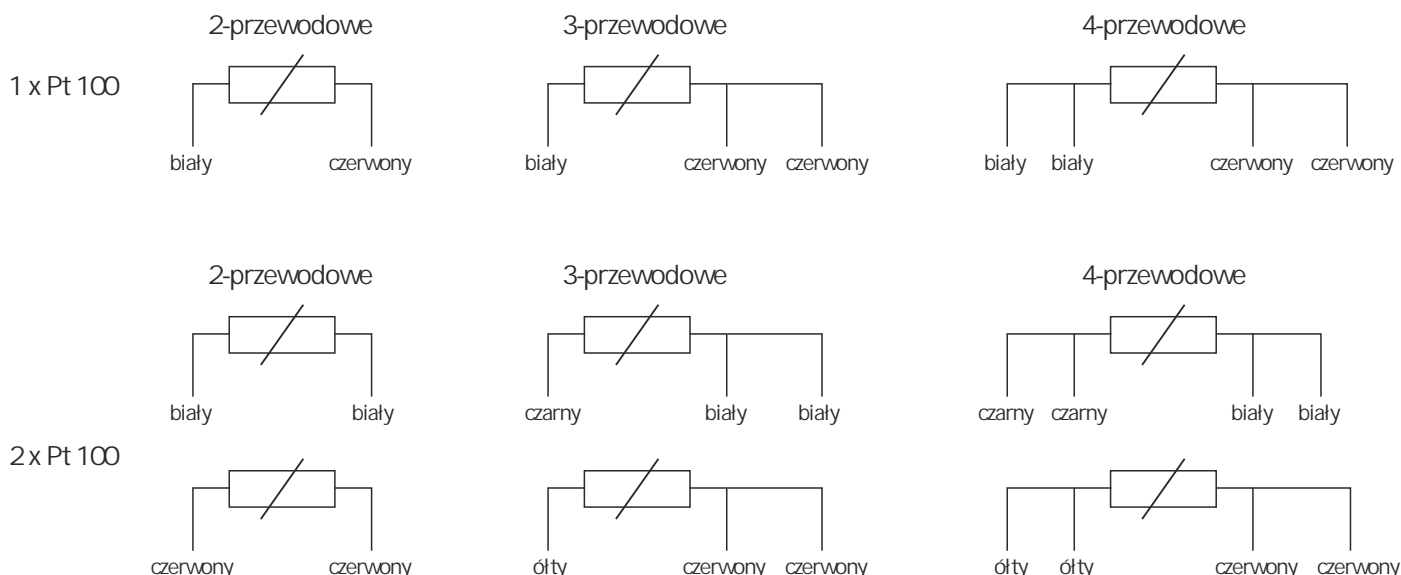 2-przewodowe 3-przewodowe 4-przewodowe
1 x Pt 100
biały czerwony biały czerwony czerwony biały biały czerwony czerwony
2-przewodowe 3-przewodowe 4-przewodowe
biały biały czarny biały biały czarny czarny biały biały
2 x Pt 100
czerwony czerwony ółty czerwony czerwony ółty ółty czerwony czerwony